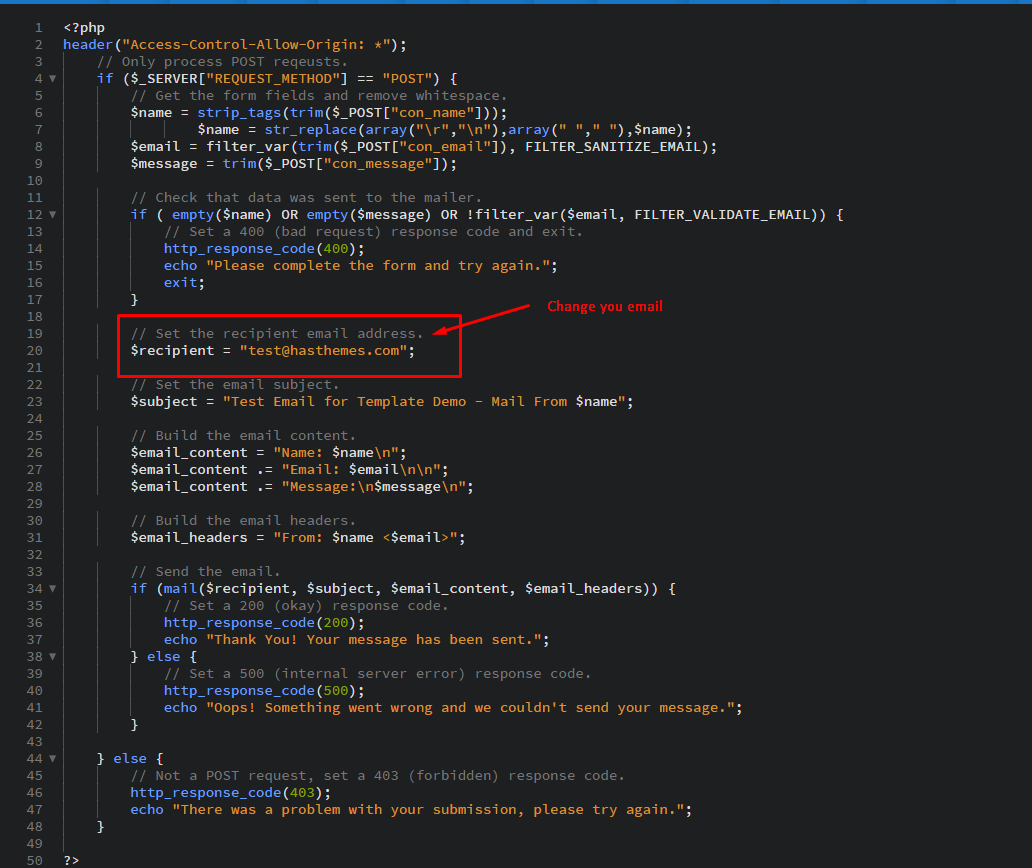 1 <?php
2 header("Access-Control-Allow-Origin: *");
3 // Only process POST reqeusts.
4 if ($_SERVER["REQUEST_METHOD"] == "POST") {
5 // Get the form fields and remove whitespace.
6 $name = strip_tags(trim($_POST["con_name"]));
7 $name = str_replace(array("\r","\n"),array(" "," "),$name);
8 $email = filter_var(trim($_POST["con_email"]), FILTER_SANITIZE_EMAIL);
9 $message = trim($_POST["con_message"]);
10
11 // Check that data was sent to the mailer.
12 if ( empty($name) OR empty($message) OR !filter_var($email, FILTER_VALIDATE_EMAIL)) {
13 // Set a 400 (bad request) response code and exit.
14 http_response_code(400);
15 echo "Please complete the form and try again.";
16 exit;
17 }
Change you email
18
19 // Set the recipient email address.
20 $recipient = "test@hasthemes.com";
21
22 // Set the email subject.
23 $subject = "Test Email for Template Demo - Mail From $name";
24
25 // Build the email content.
26 $email_content = "Name: $name\n";
27 $email_content .= "Email: $email\n\n";
28 $email_content .= "Message:\n$message\n";
29
30 // Build the email headers.
31 $email_headers = "From: $name <$email>";
32
33 // Send the email.
34 if (mail($recipient, $subject, $email_content, $email_headers)) {
35 // Set a 200 (okay) response code.
36 http_response_code(200);
37 echo "Thank You! Your message has been sent.";
38 } else {
39 // Set a 500 (internal server error) response code.
40 http_response_code(500);
41 echo "Oops! Something went wrong and we couldn't send your message.";
42 }
43
44 } else {
45 // Not a POST request, set a 403 (forbidden) response code.
46 http_response_code(403);
47 echo "There was a problem with your submission, please try again.";
48 }
49
50 ?>